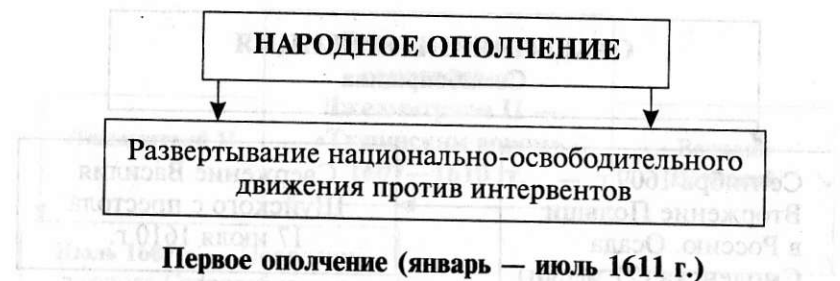 НАРОДНОЕ ОПОЛЧЕНИЕ
Развертывание национально-освободительного
движения против интервентов
Первое ополчение (январь — июль 1611 г.)